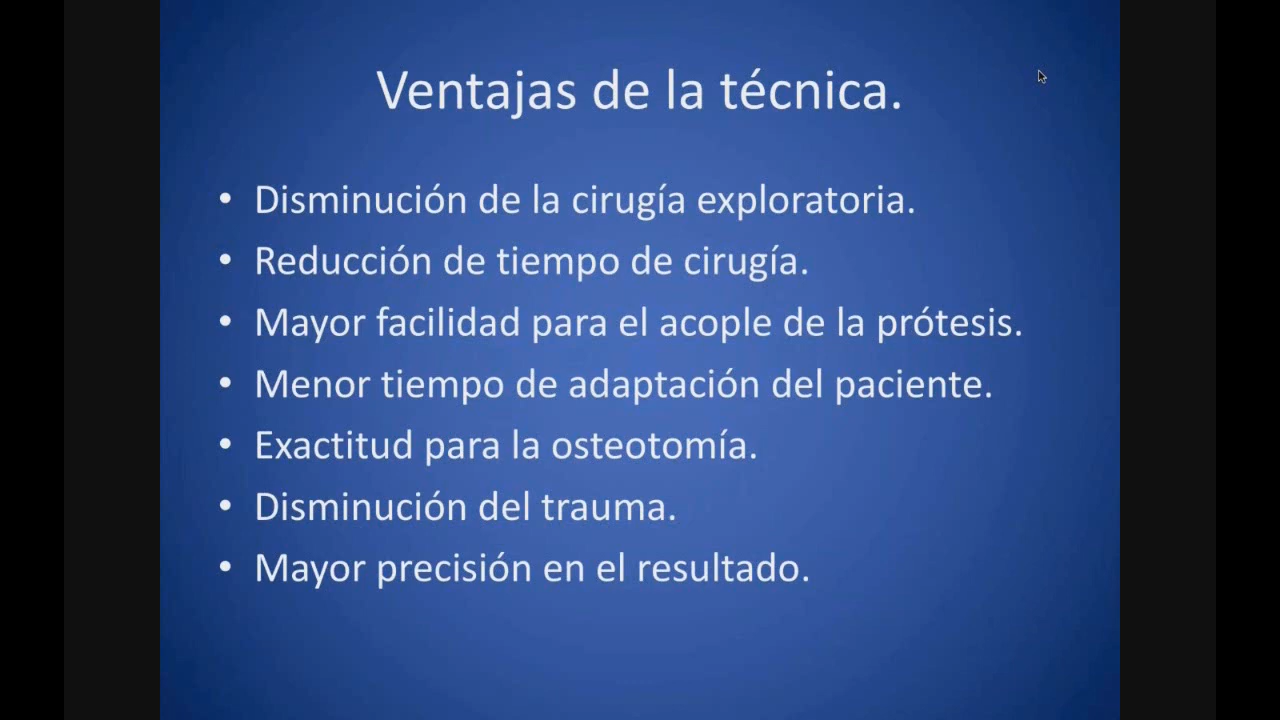 Ventajas de la técnica.
• Disminución de la cirugía exploratoria.
• Reducción de tiempo de cirugía.
• Mayor facilidad para el acople de la prótesis.
• Menor tiempo de adaptación del paciente.
• Exactitud para la osteotomía.
• Disminución del trauma.
• Mayor precisión en el resultado.